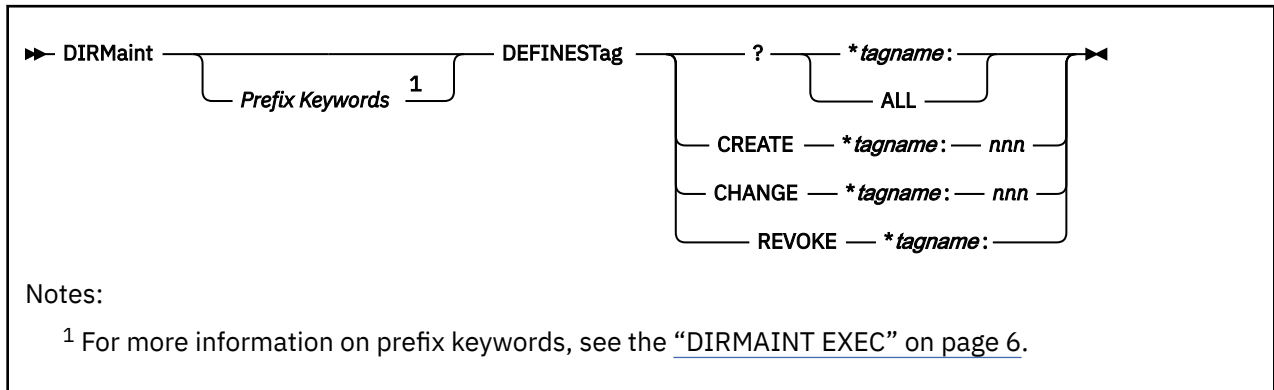 DIRMaint DEFINESTag ? *tagname:
Prefix Keywords 1 ALL
CREATE *tagname: nnn
CHANGE *tagname: nnn
REVOKE *tagname:
Notes:
1 For more information on prefix keywords, see the “DIRMAINT EXEC” on page 6.